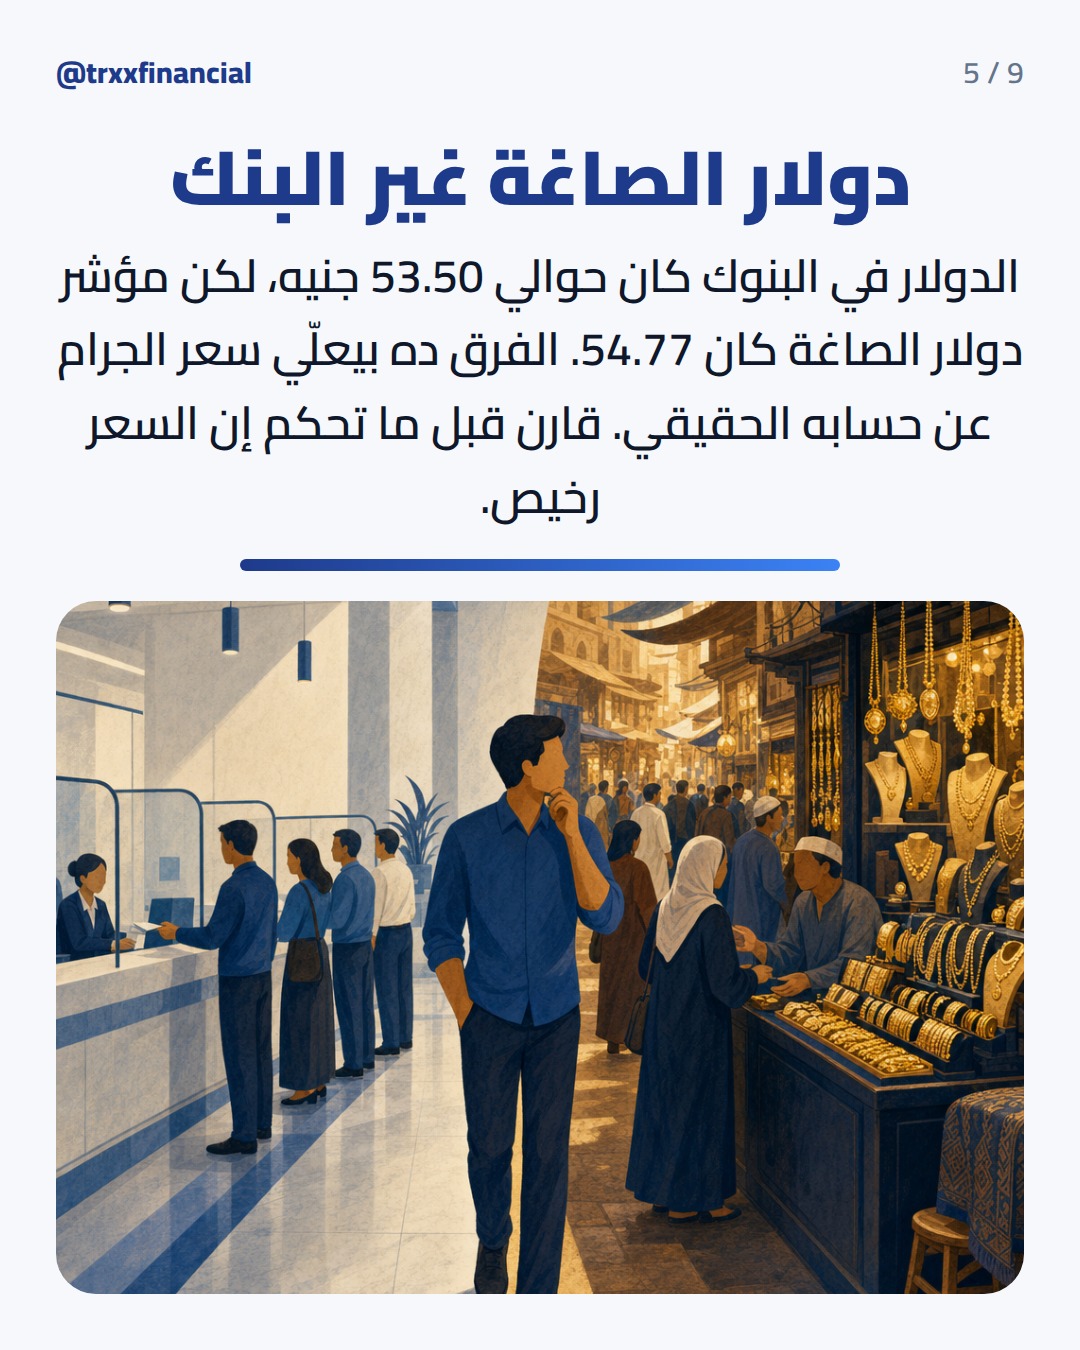 @trxxfinancial
5 / 9
دولار الصاغة غير البنك
الدولار في البنوك كان حوالي 53.50 جنيه، لكن مؤشر
دولار الصاغة كان 54.77. الفرق ده بيعلّي سعر الجرام
عن حسابه الحقيقي. قارن قبل ما تحكم إن السعر
رخيص.